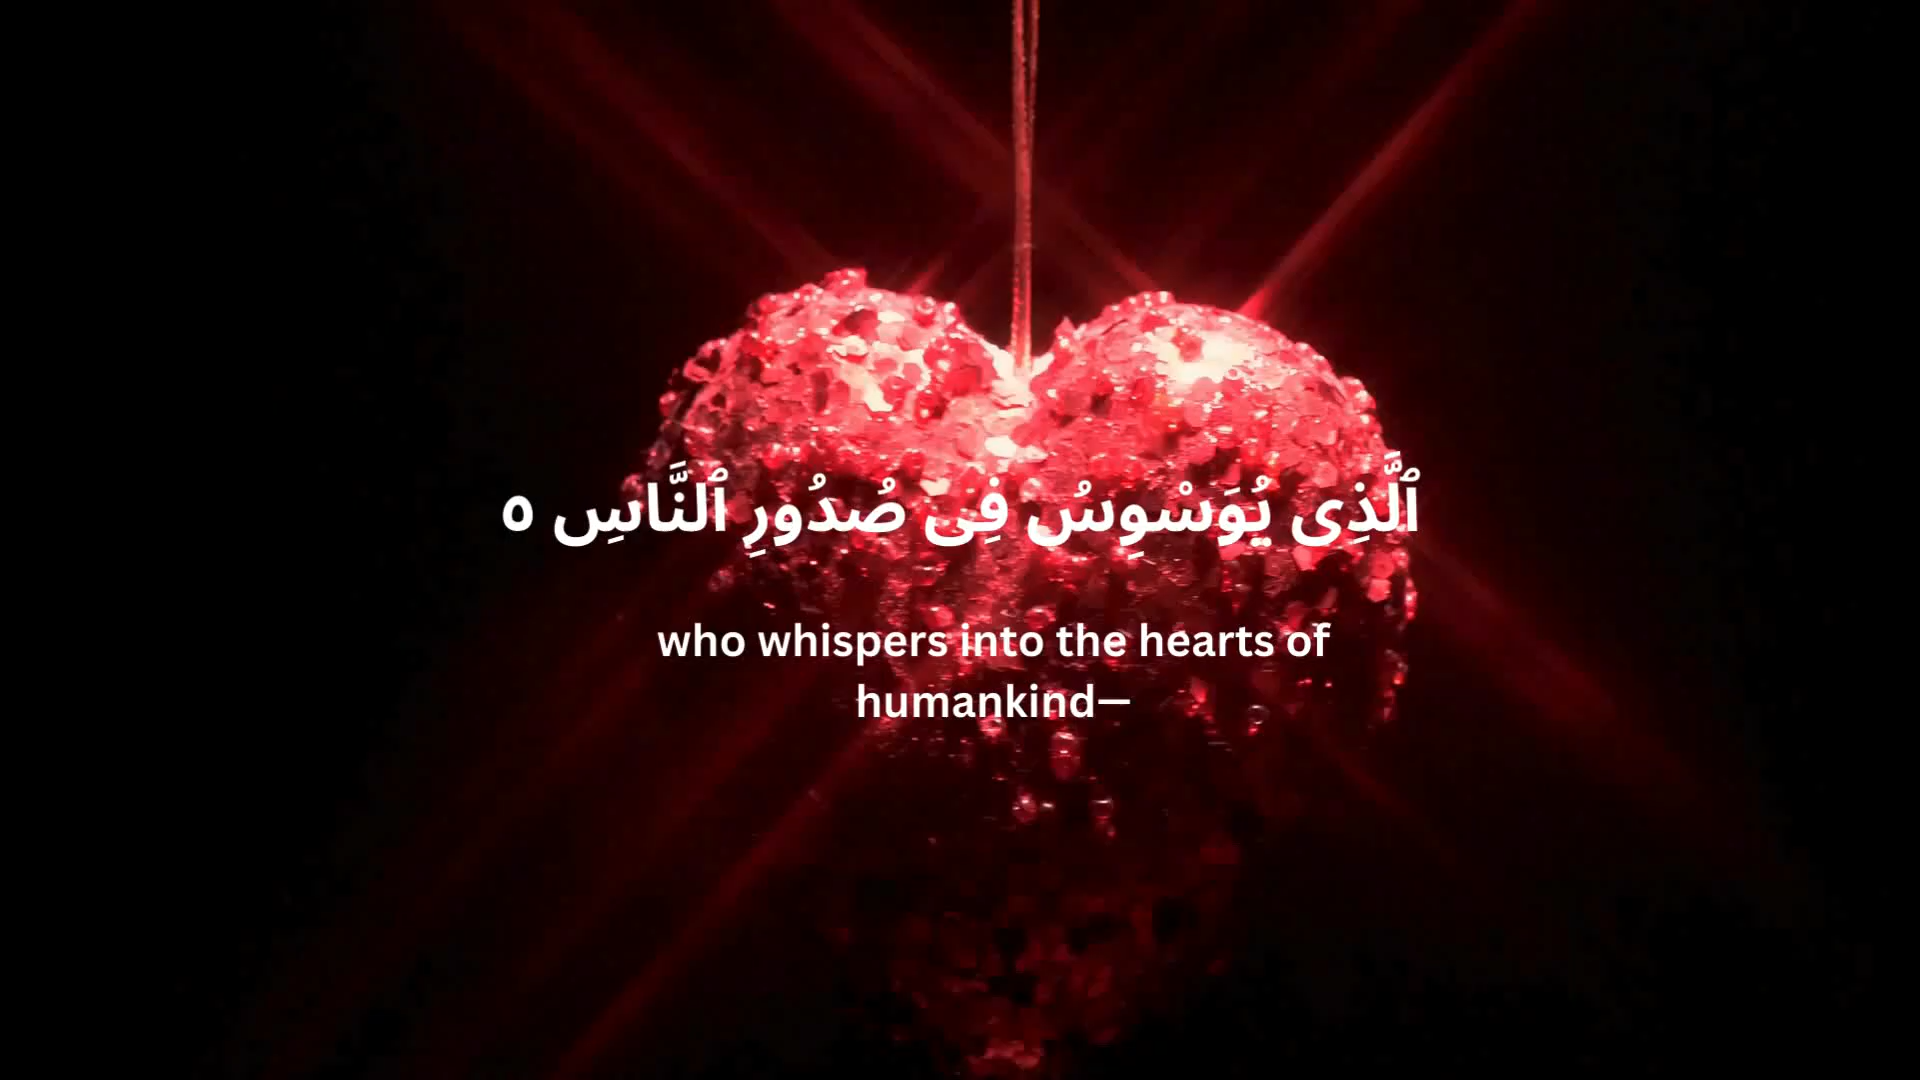 ٱلَّذِى يُوَسْوِسُ فِى صُدُورِ ٱلنَّاسِ ٥
who whispers into the hearts of
humankind—